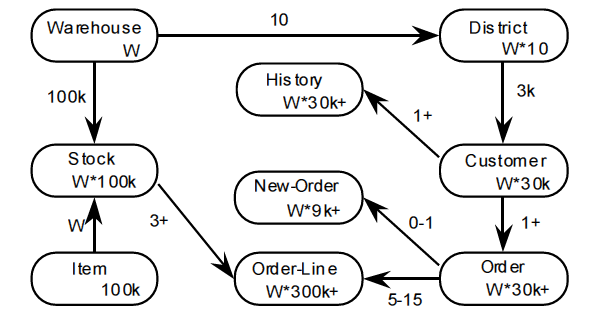 Warehouse
W
10
District
W*10
100k
History
W*30k+
3k
1+
Stock
W*100k
Customer
W*30k
New-Order
W*9k+
W
3+
0-1
1+
Item
100k
Order-Line
W*300k+
5-15
Order
W*30k+